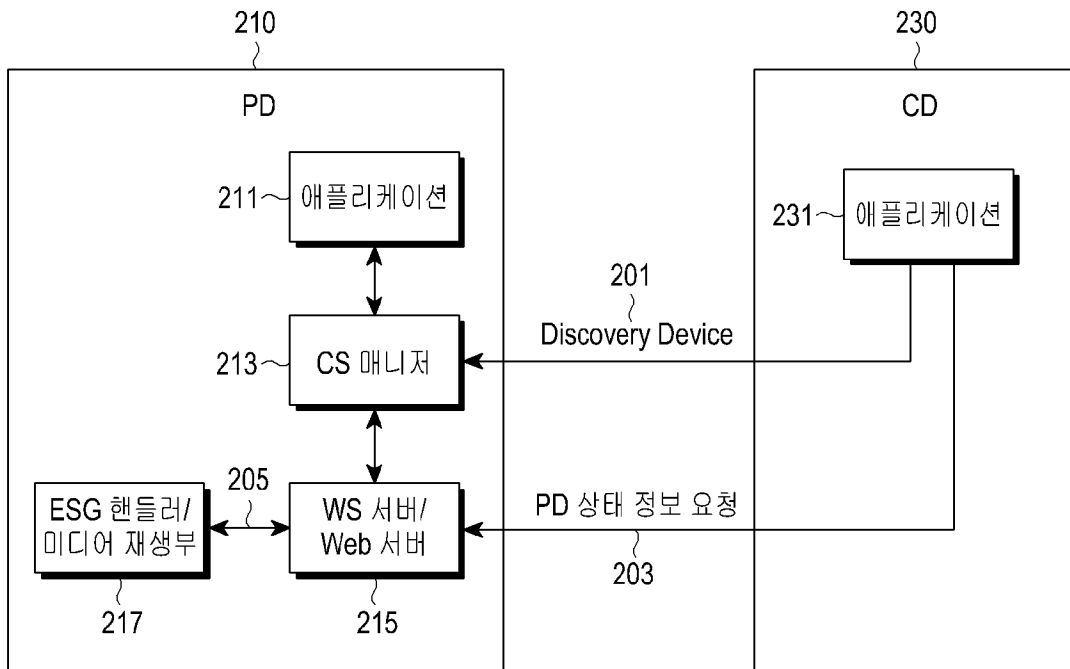 210
230
PD
CD
211
애플리케이션
231
애플리케이션
201
Discovery Device
213
CS 매니저
205
ESG 핸들러/
미디어 재생부
WS 서버/
Web 서버
PD 상태 정보 요청
203
217
215